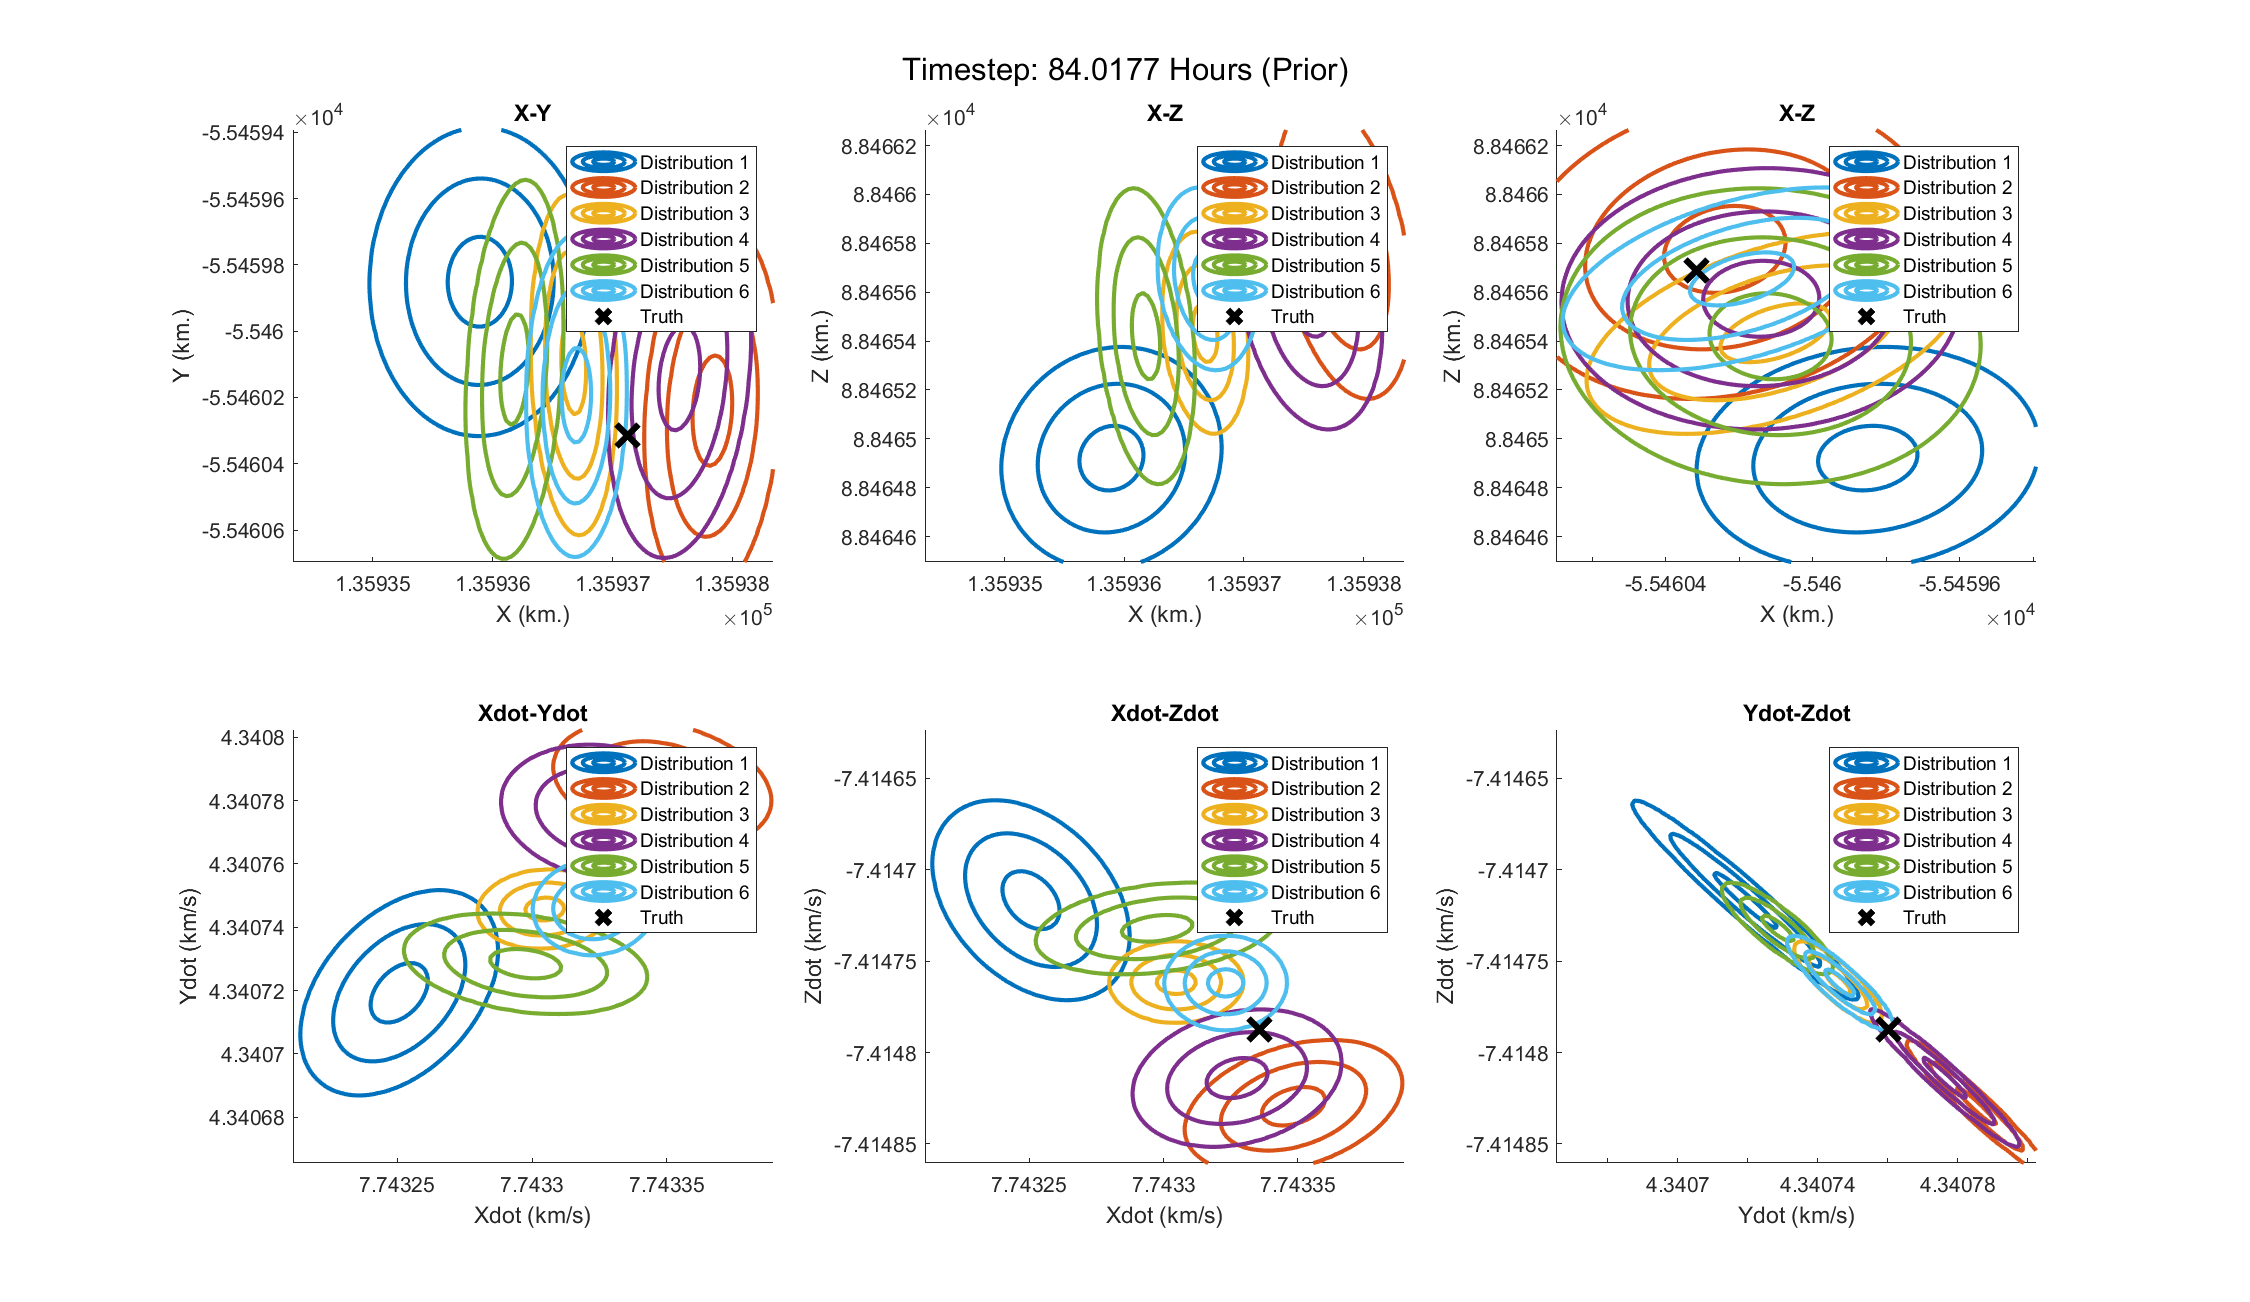 Timestep: 84.0177 Hours (Prior)
X-Y
×10⁴
-5.54594
-5.54596
-5.54598
-5.546
-5.54602
-5.54604
-5.54606
Y (km.)
1.35935
1.35936
1.35937
1.35938
X (km.)
×10⁵
Distribution 1
Distribution 2
Distribution 3
Distribution 4
Distribution 5
Distribution 6
Truth
X-Z
×10⁴
8.84662
8.8466
8.84658
8.84656
8.84654
8.84652
8.8465
8.84648
8.84646
Z (km.)
1.35935
1.35936
1.35937
1.35938
X (km.)
×10⁵
Distribution 1
Distribution 2
Distribution 3
Distribution 4
Distribution 5
Distribution 6
Truth
X-Z
×10⁴
8.84662
8.8466
8.84658
8.84656
8.84654
8.84652
8.8465
8.84648
8.84646
Z (km.)
-5.54604
-5.546
-5.54596
X (km.)
×10⁴
Distribution 1
Distribution 2
Distribution 3
Distribution 4
Distribution 5
Distribution 6
Truth
Xdot-Ydot
4.3408
4.34078
4.34076
4.34074
4.34072
4.3407
4.34068
Ydot (km/s)
7.74325
7.7433
7.74335
Xdot (km/s)
Distribution 1
Distribution 2
Distribution 3
Distribution 4
Distribution 5
Distribution 6
Truth
Xdot-Zdot
-7.41465
-7.4147
-7.41475
-7.4148
-7.41485
Zdot (km/s)
7.74325
7.7433
7.74335
Xdot (km/s)
Distribution 1
Distribution 2
Distribution 3
Distribution 4
Distribution 5
Distribution 6
Truth
Ydot-Zdot
-7.41465
-7.4147
-7.41475
-7.4148
-7.41485
Zdot (km/s)
4.3407
4.34074
4.34078
Ydot (km/s)
Distribution 1
Distribution 2
Distribution 3
Distribution 4
Distribution 5
Distribution 6
Truth